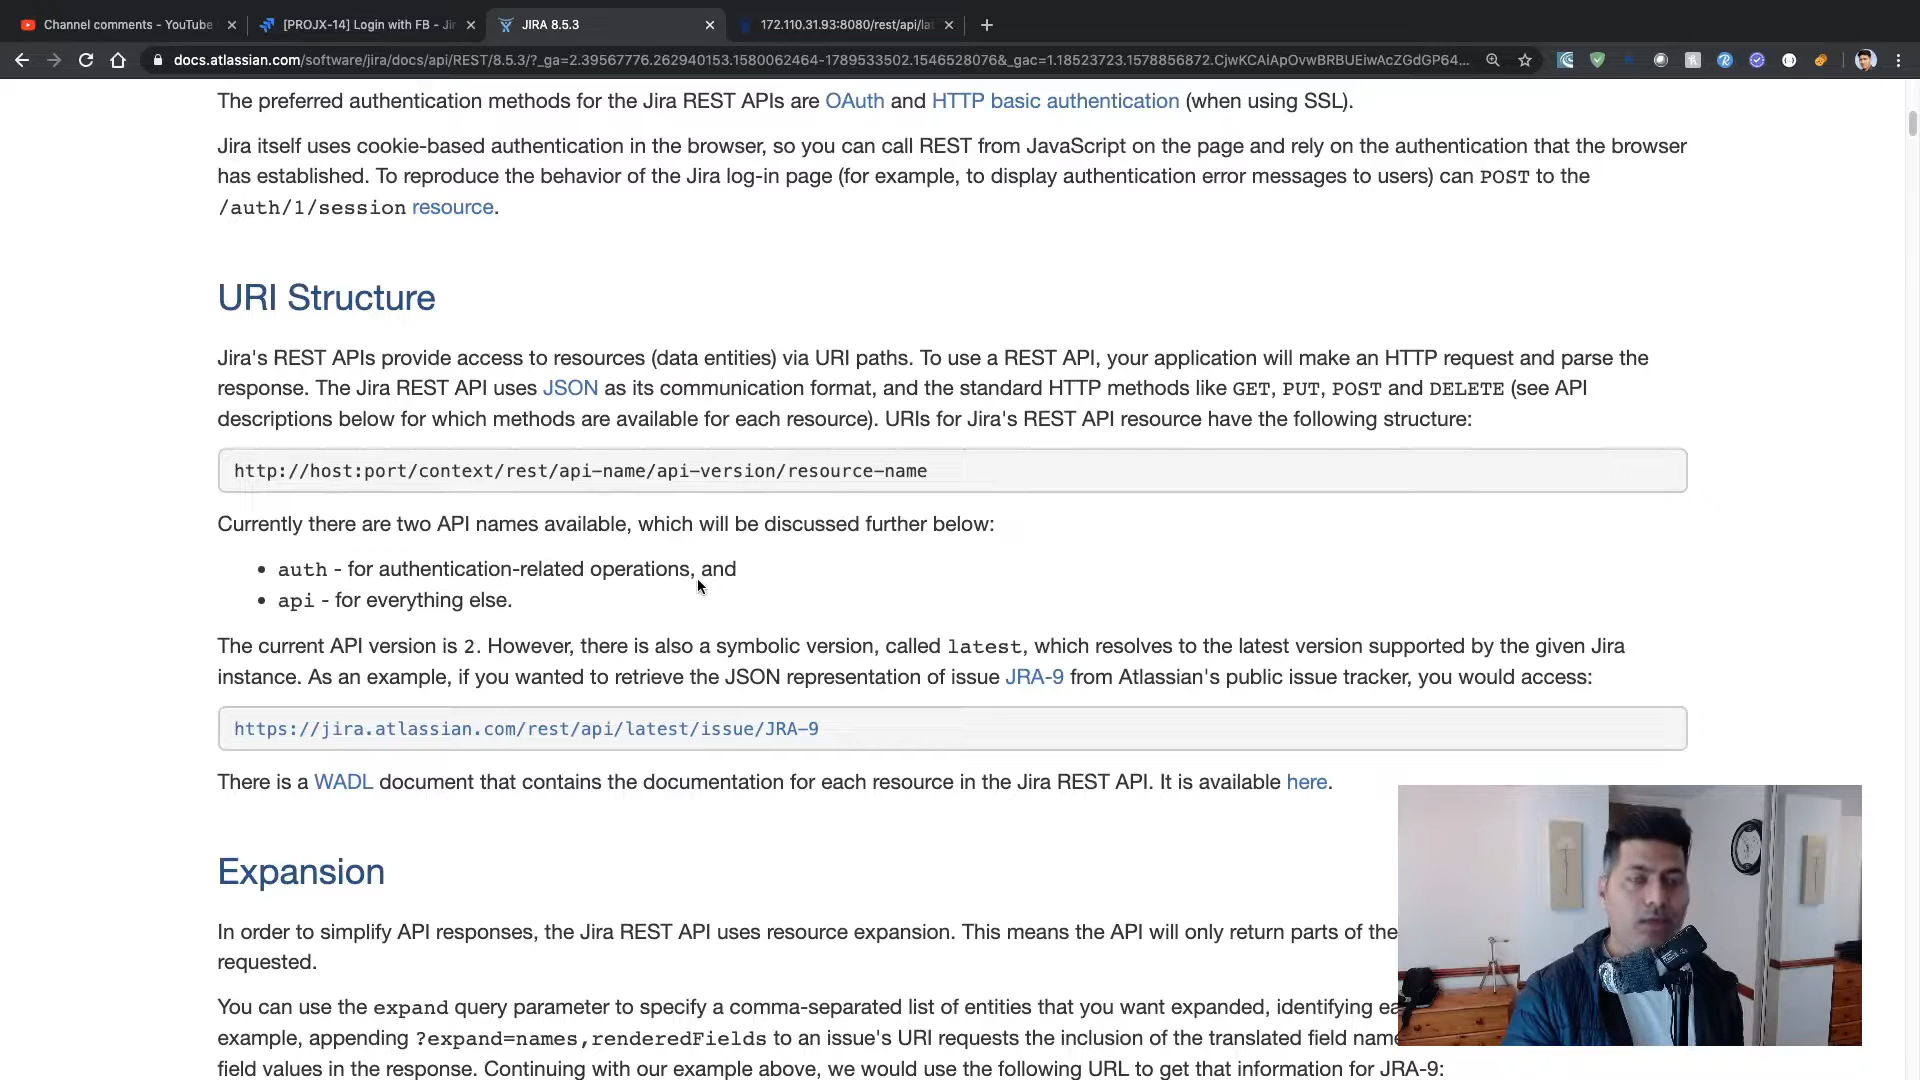 Channel comments - YouTube
[PROJX-14] Login with FB - Jir
JIRA 8.5.3
172.110.31.93:8080/rest/api/lat
docs.atlassian.com/software/jira/docs/api/REST/8.5.3/?_ga=2.39567776.262940153.1580062464-1789533502.1546528076&_gac=1.18523723.1578856872.CjwKCAiApOvwBRBUEiwAcZGdGP64...
The preferred authentication methods for the Jira REST APIs are OAuth and HTTP basic authentication (when using SSL).
Jira itself uses cookie-based authentication in the browser, so you can call REST from JavaScript on the page and rely on the authentication that the browser
has established. To reproduce the behavior of the Jira log-in page (for example, to display authentication error messages to users) can POST to the
/auth/1/session resource.
URI Structure
Jira's REST APIs provide access to resources (data entities) via URI paths. To use a REST API, your application will make an HTTP request and parse the
response. The Jira REST API uses JSON as its communication format, and the standard HTTP methods like GET, PUT, POST and DELETE (see API
descriptions below for which methods are available for each resource). URIs for Jira's REST API resource have the following structure:
http://host:port/context/rest/api-name/api-version/resource-name
Currently there are two API names available, which will be discussed further below:
• auth - for authentication-related operations, and
• api - for everything else.
The current API version is 2. However, there is also a symbolic version, called latest, which resolves to the latest version supported by the given Jira
instance. As an example, if you wanted to retrieve the JSON representation of issue JRA-9 from Atlassian's public issue tracker, you would access:
https://jira.atlassian.com/rest/api/latest/issue/JRA-9
There is a WADL document that contains the documentation for each resource in the Jira REST API. It is available here.
Expansion
In order to simplify API responses, the Jira REST API uses resource expansion. This means the API will only return parts of the
requested.
You can use the expand query parameter to specify a comma-separated list of entities that you want expanded, identifying ea
example, appending ?expand=names,renderedFields to an issue's URI requests the inclusion of the translated field name
field values in the response. Continuing with our example above, we would use the following URL to get that information for JRA-9: